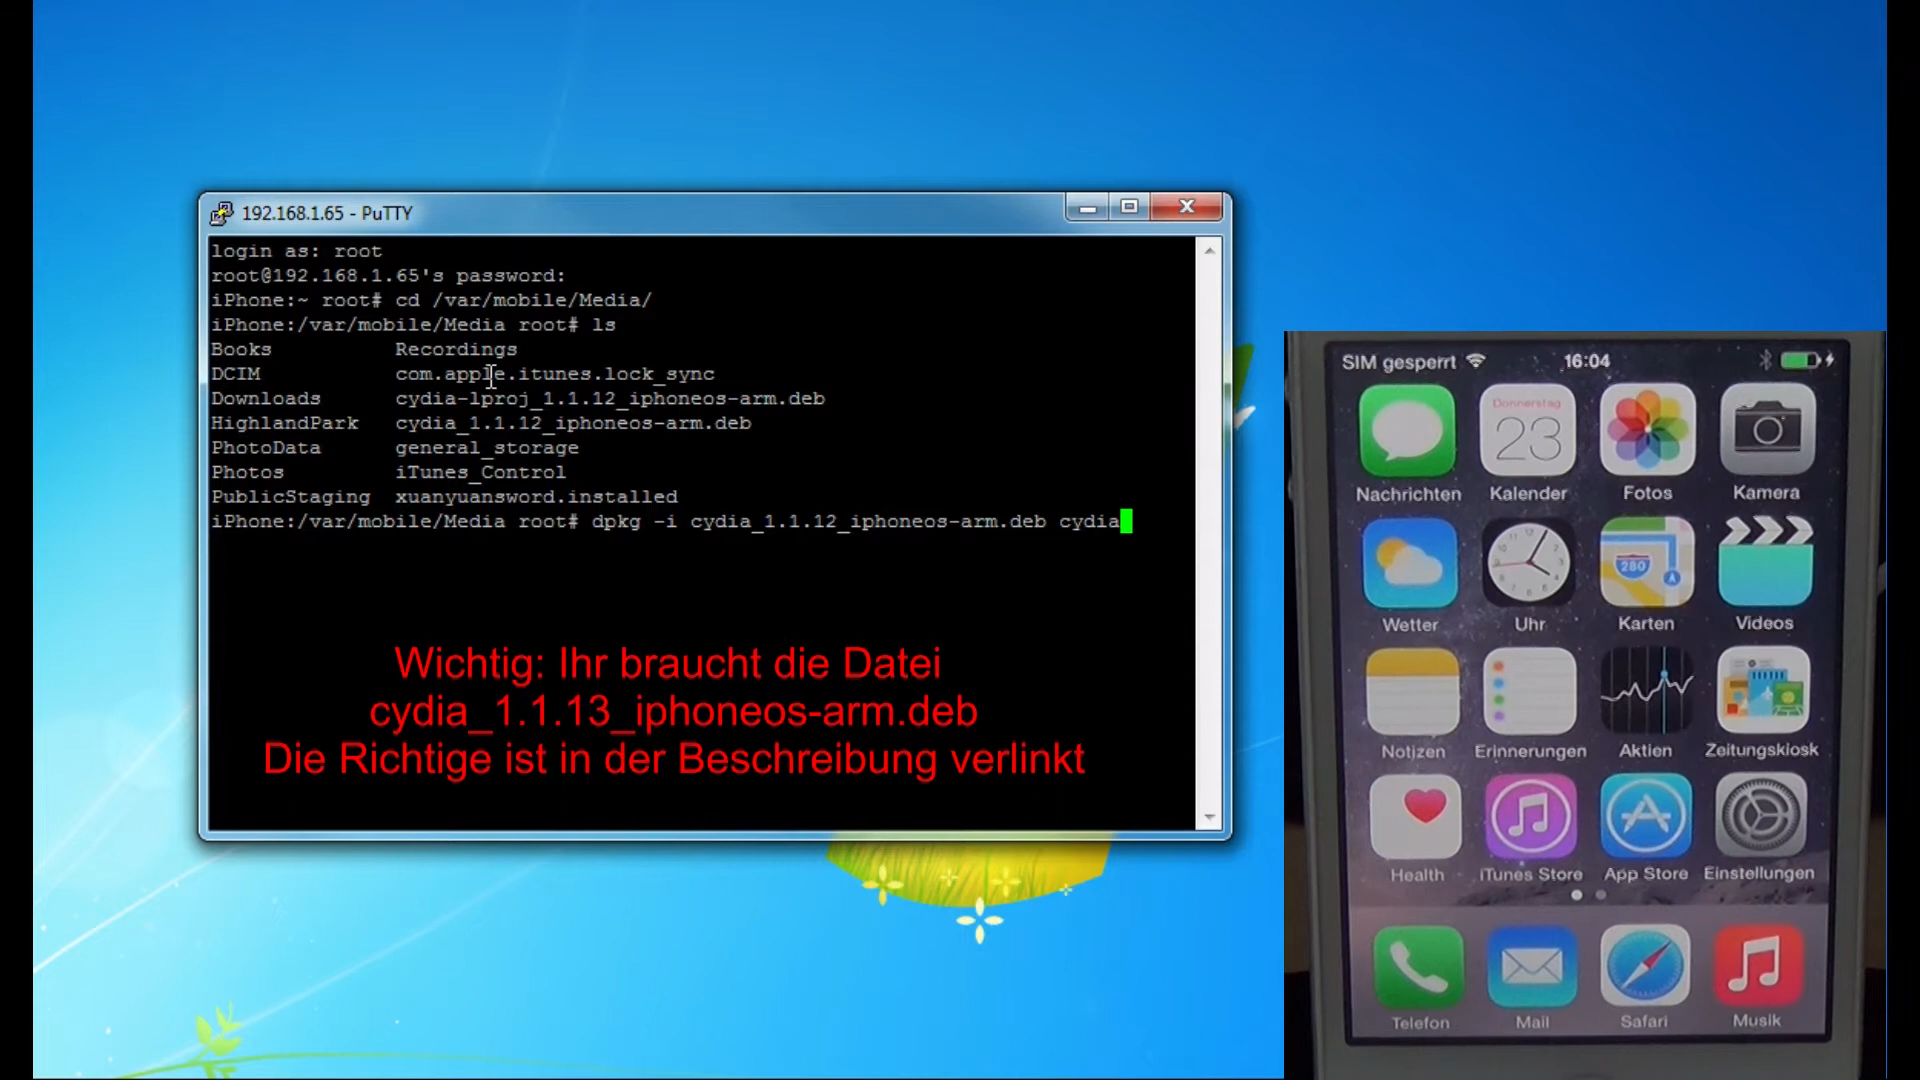 192.168.1.65 - PuTTY
login as: root
root@192.168.1.65's password:
iPhone:~ root# cd /var/mobile/Media/
iPhone:/var/mobile/Media root# ls
Books Recordings
DCIM com.apple.itunes.lock_sync
Downloads cydia-lproj_1.1.12_iphoneos-arm.deb
HighlandPark cydia_1.1.12_iphoneos-arm.deb
PhotoData general_storage
Photos iTunes_Control
PublicStaging xuanyuansword.installed
iPhone:/var/mobile/Media root# dpkg -i cydia_1.1.12_iphoneos-arm.deb cydia
Wichtig: Ihr braucht die Datei
cydia_1.1.13_iphoneos-arm.deb
Die Richtige ist in der Beschreibung verlinkt
SIM gesperrt 16:04
Donnerstag
23
Nachrichten Kalender Fotos Kamera
280
Wetter Uhr Karten Videos
Notizen Erinnerungen Aktien Zeitungskiosk
Health iTunes Store App Store Einstellungen
Telefon Mail Safari Musik